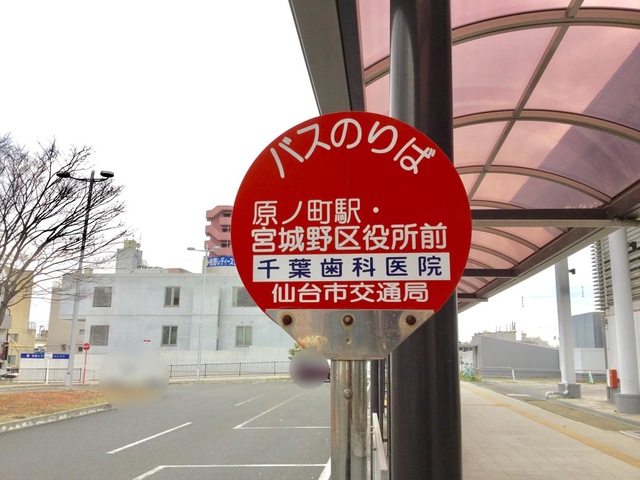 バスのりば
原ノ町駅・
宮城野区役所前
千葉歯科医院
仙台市交通局